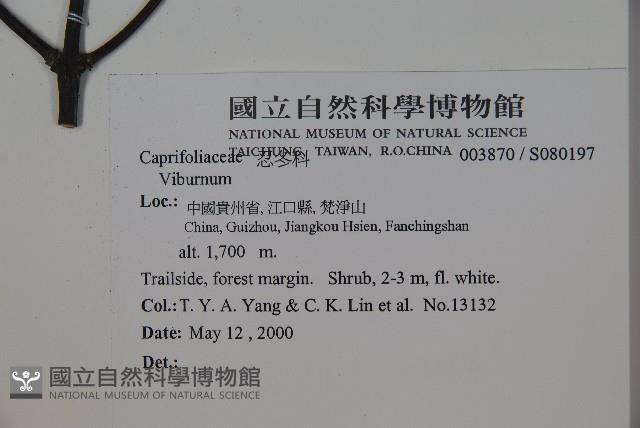 國立自然科學博物館
NATIONAL MUSEUM OF NATURAL SCIENCE
TAICHUNG, TAIWAN, R.O.CHINA
Caprifoliaceae 忍冬科 003870 / S080197
Viburnum
Loc.: 中國貴州省, 江口縣, 梵淨山
China, Guizhou, Jiangkou Hsien, Fanchingshan
alt. 1,700 m.
Trailside, forest margin. Shrub, 2-3 m, fl. white.
Col.: T. Y. A. Yang & C. K. Lin et al. No.13132
Date: May 12 , 2000
Det.:
國立自然科學博物館
NATIONAL MUSEUM OF NATURAL SCIENCE